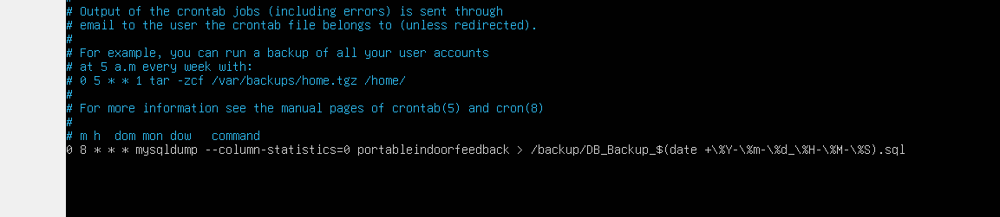 #
# Output of the crontab jobs (including errors) is sent through
# email to the user the crontab file belongs to (unless redirected).
#
# For example, you can run a backup of all your user accounts
# at 5 a.m every week with:
# 0 5 * * 1 tar -zcf /var/backups/home.tgz /home/
#
# For more information see the manual pages of crontab(5) and cron(8)
#
# m h  dom mon dow   command
0 8 * * * mysqldump --column-statistics=0 portableindoorfeedback > /backup/DB_Backup_$(date +\%Y-\%m-\%d_\%H-\%M-\%S).sql